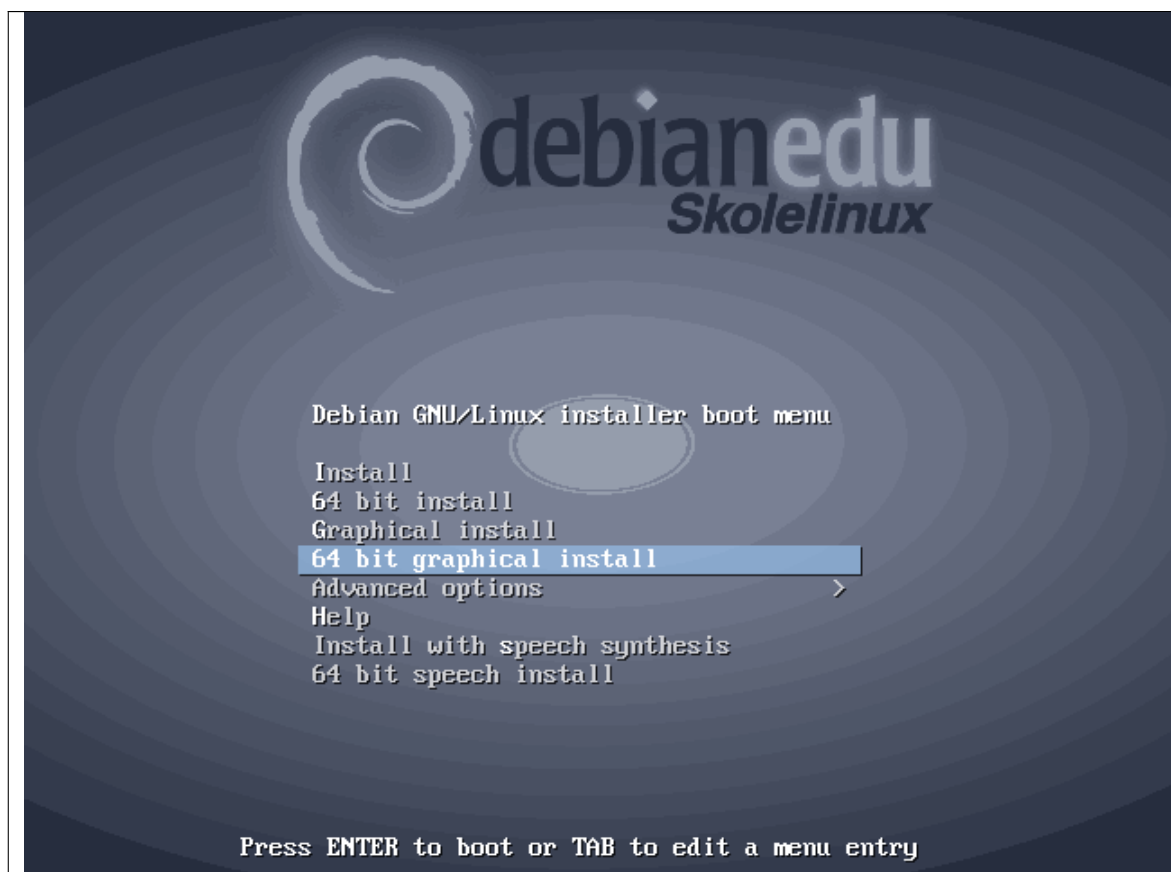 debianedu
Skolelinux
Debian GNU/Linux installer boot menu
Install
64 bit install
Graphical install
64 bit graphical install
Advanced options >
Help
Install with speech synthesis
64 bit speech install
Press ENTER to boot or TAB to edit a menu entry